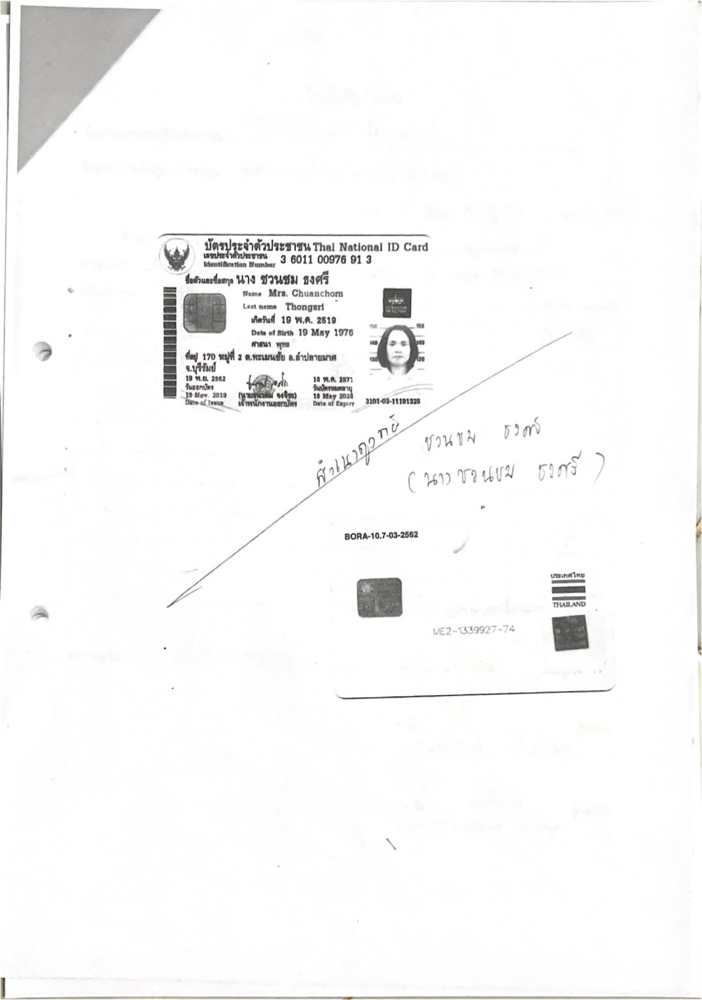 บัตรประจำตัวประชาชน Thai National ID Card
เลขประจำตัวประชาชน
Identification Number
3 6011 00976 91 3
ชื่อตัวและชื่อสกุล นาง ชวนชม ธงศรี
Name Mrs. Chuanchom
Last name Thongsri
เกิดวันที่ 19 พ.ค. 2519
Date of Birth 19 May 1976
ศาสนา พุทธ
ที่อยู่ 170 หมู่ที่ 2 ต.ทะเมนชัย อ.ลำปลายมาศ
จ.บุรีรัมย์
19 พ.ย. 2562
วันออกบัตร
19 Nov. 2019
Date of Issue
เจ้าพนักงานออกบัตร
18 พ.ค. 2571
วันบัตรหมดอายุ
18 May 2028
Date of Expiry
150 150
140 140
130 130
3101-03-11191325
สำเนาถูกต้อง
ชวนชม ธงศรี
(นางชวนชม ธงศรี)
BORA-10.7-03-2562
ประเทศไทย
THAILAND
ME2-1339927-74